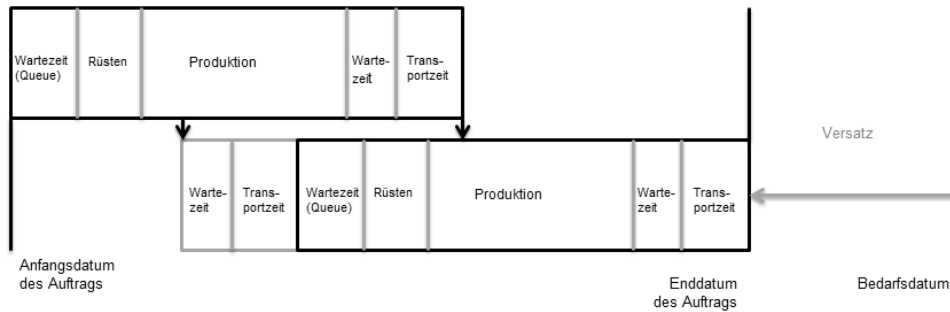 Wartezeit
(Queue)
Rüsten
Produktion
Warte-
zeit
Trans-
portzeit
Warte-
zeit
Trans-
portzeit
Wartezeit
(Queue)
Rüsten
Produktion
Warte-
zeit
Trans-
portzeit
Versatz
Anfangsdatum
des Auftrags
Enddatum
des Auftrags
Bedarfsdatum